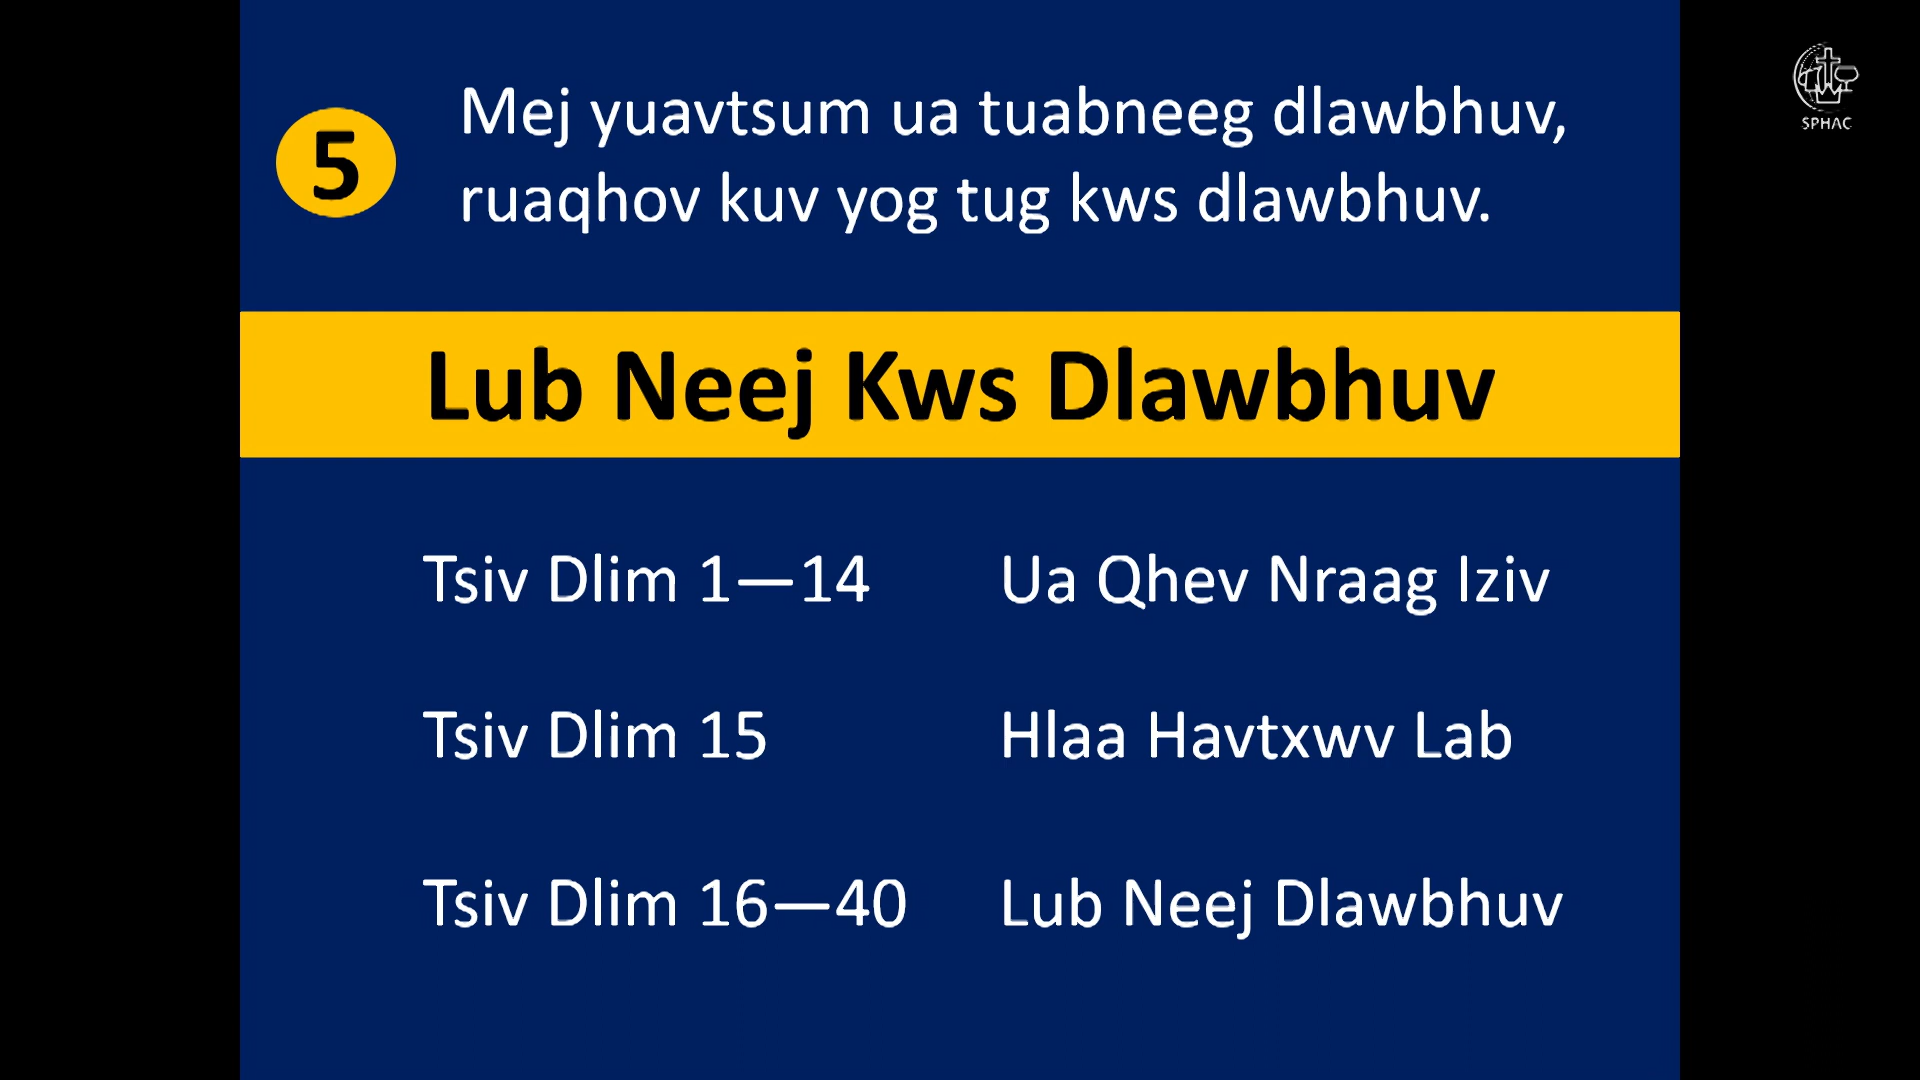 5
Mej yuavtsum ua tuabneeg dlawbhuv,
ruaqhov kuv yog tug kws dlawbhuv.
SPHAC
Lub Neej Kws Dlawbhuv
Tsiv Dlim 1—14 Ua Qhev Nraag Iziv
Tsiv Dlim 15 Hlaa Havtxwv Lab
Tsiv Dlim 16—40 Lub Neej Dlawbhuv